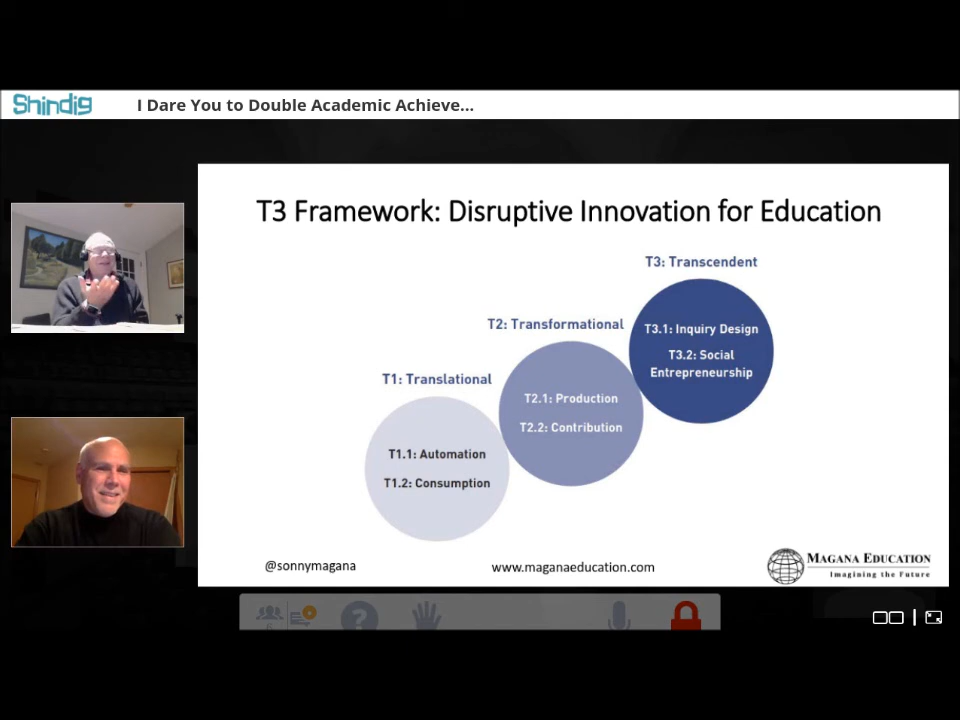 Shindig
I Dare You to Double Academic Achieve...
T3 Framework: Disruptive Innovation for Education
T3: Transcendent
T3.1: Inquiry Design
T3.2: Social
Entrepreneurship
T2: Transformational
T2.1: Production
T2.2: Contribution
T1: Translational
T1.1: Automation
T1.2: Consumption
@sonnymagana
www.maganaeducation.com
MAGANA EDUCATION
Imagining the Future
?